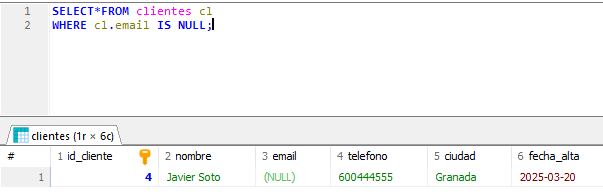 1 SELECT*FROM clientes cl
2 WHERE cl.email IS NULL;
clientes (1r × 6c)
# 1 id_cliente 2 nombre 3 email 4 telefono 5 ciudad 6 fecha_alta
1 4 Javier Soto (NULL) 600444555 Granada 2025-03-20